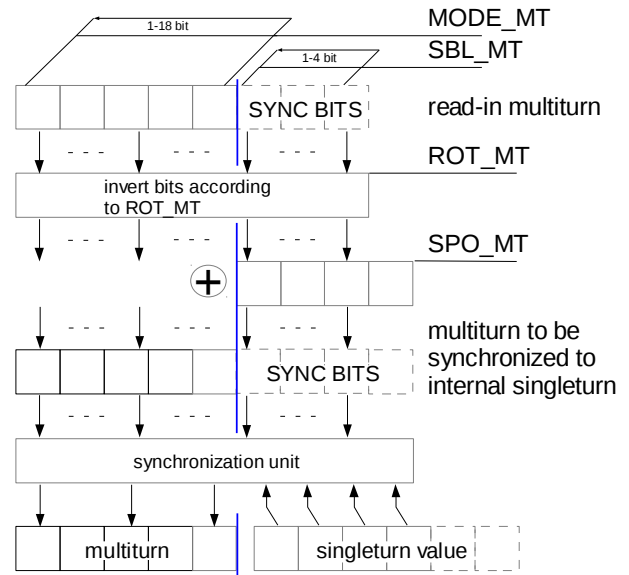 MODE_MT
1-18 bit
SBL_MT
1-4 bit
SYNC BITS
read-in multiturn
- - - - - - - - -
ROT_MT
invert bits according
to ROT_MT
- - - - - - - - -
SPO_MT
+
- - - - - - - - -
multiturn to be
synchronized to
internal singleturn
SYNC BITS
- - - - - - - - -
synchronization unit
multiturn
singleturn value